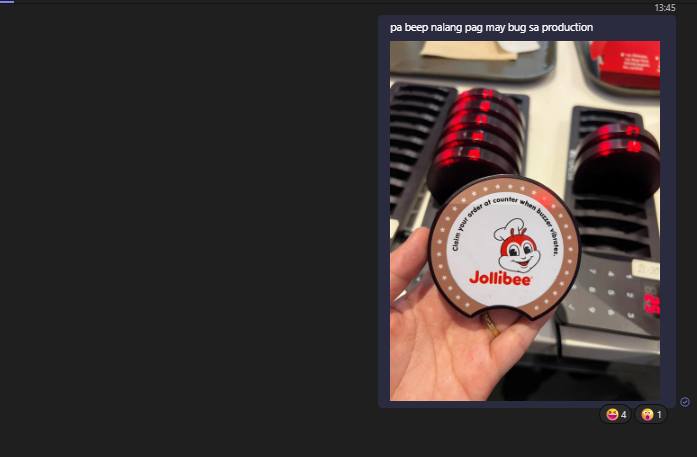 13:45
pa beep nalang pag may bug sa production
Claim your order at counter when buzzer vibrates.
Jollibee
4
1